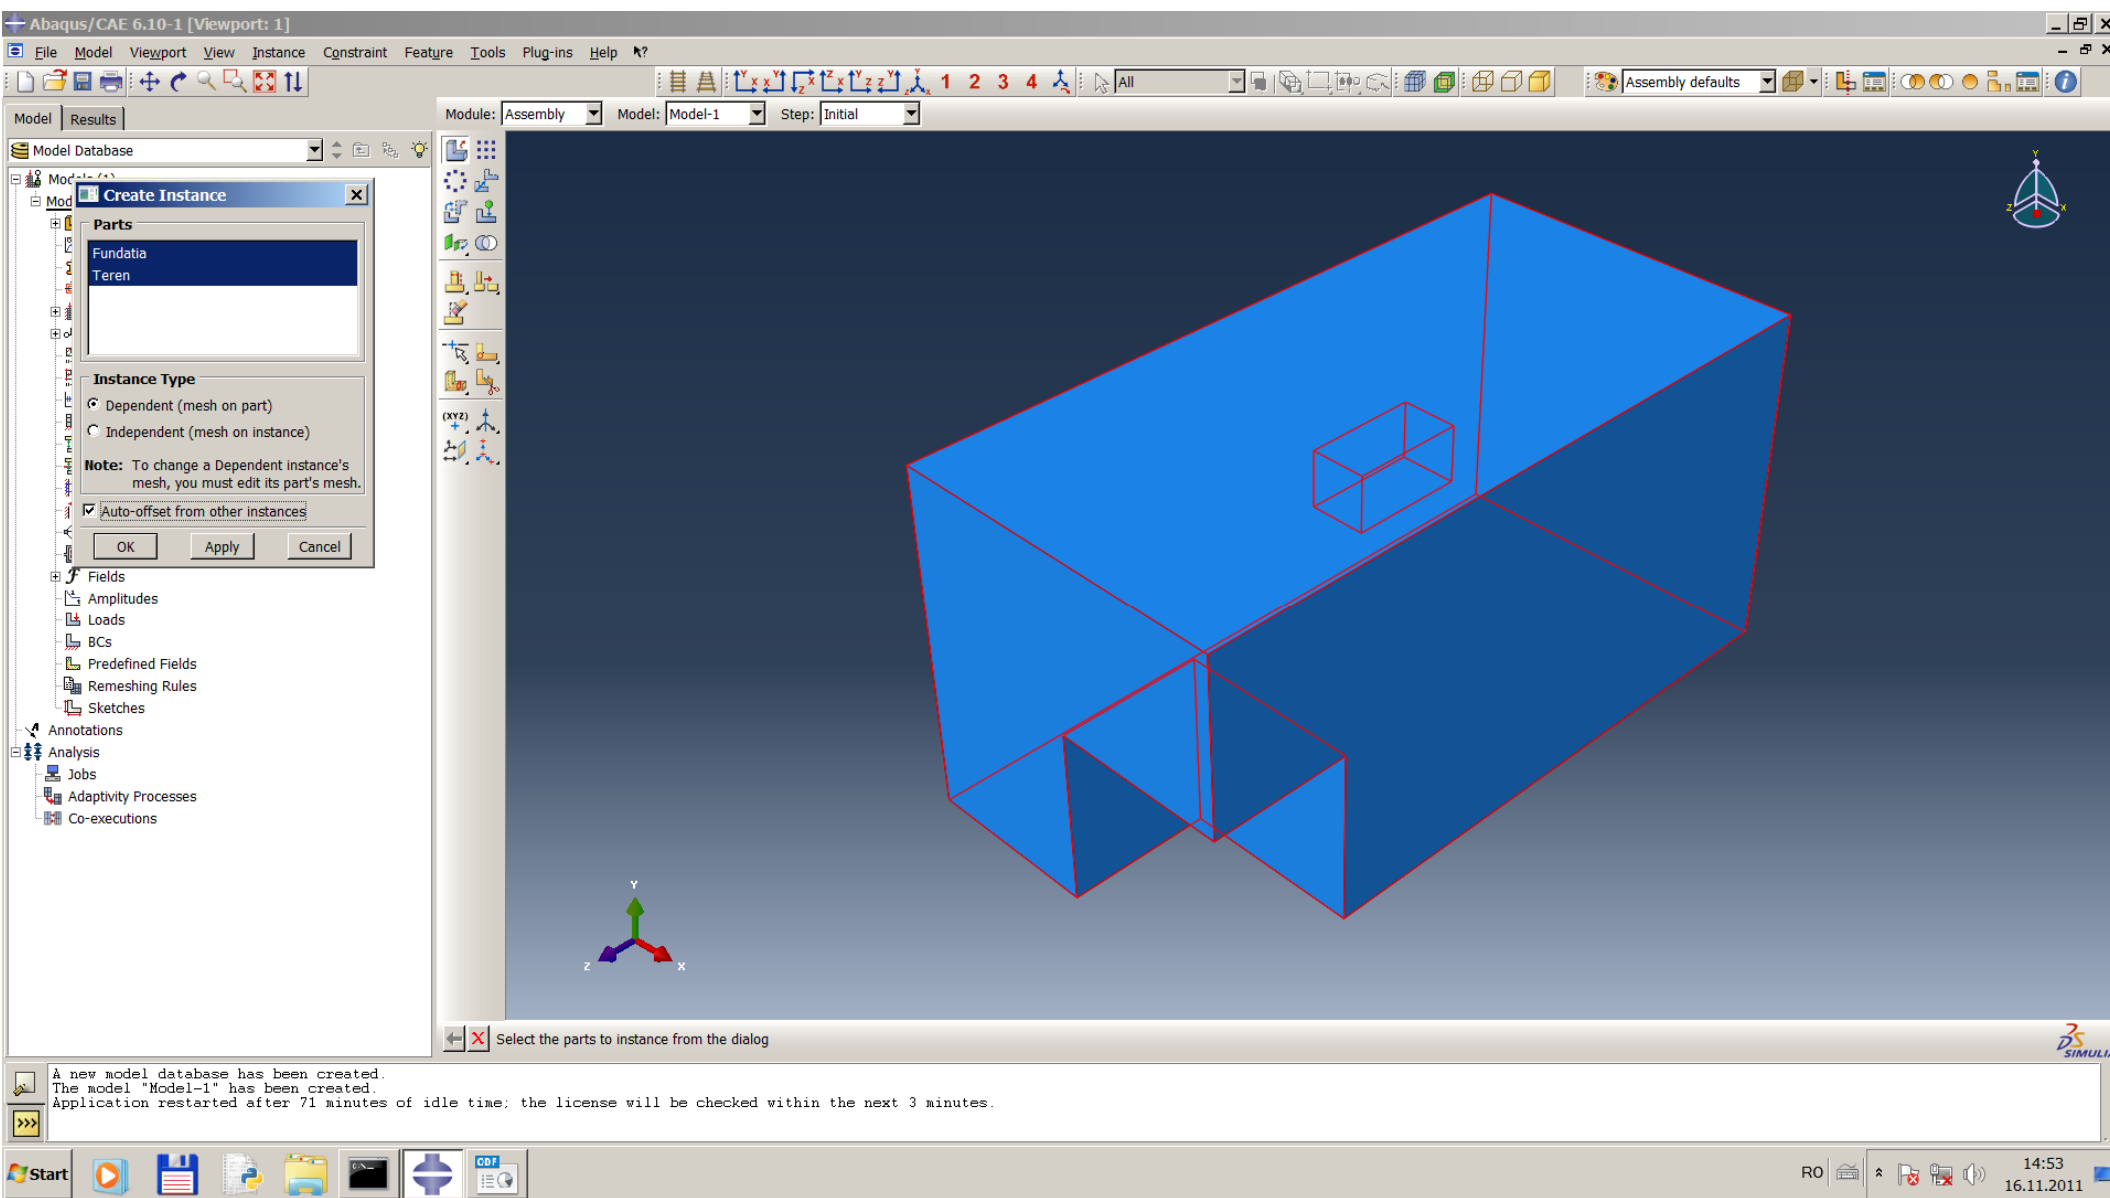 Abaqus/CAE 6.10-1 [Viewport: 1]
File Model Viewport View Instance Constraint Feature Tools Plug-ins Help
1 2 3 4 All Assembly defaults
Model Results
Module: Assembly Model: Model-1 Step: Initial
Model Database
Create Instance
Parts
Fundatia
Teren
Instance Type
Dependent (mesh on part)
Independent (mesh on instance)
Note: To change a Dependent instance's
mesh, you must edit its part's mesh.
Auto-offset from other instances
OK Apply Cancel
Fields
Amplitudes
Loads
BCs
Predefined Fields
Remeshing Rules
Sketches
Annotations
Analysis
Jobs
Adaptivity Processes
Co-executions
(XYZ)
Y
Z X
Y
Z X
Select the parts to instance from the dialog
SIMULIA
A new model database has been created.
The model "Model-1" has been created.
Application restarted after 71 minutes of idle time; the license will be checked within the next 3 minutes.
>>>
Start
ODF
RO
14:53
16.11.2011